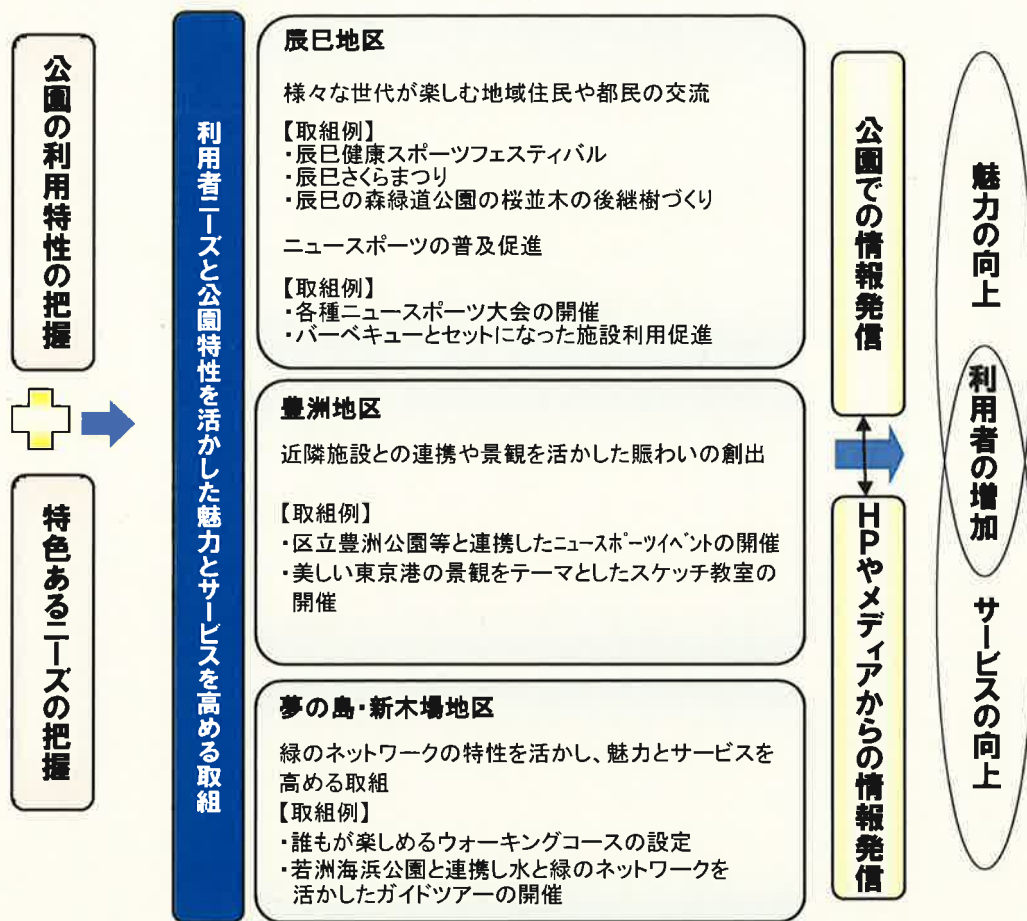 公園の利用特性の把握
特色あるニーズの把握
利用者ニーズと公園特性を活かした魅力とサービスを高める取組
辰巳地区
様々な世代が楽しむ地域住民や都民の交流
【取組例】
・辰巳健康スポーツフェスティバル
・辰巳さくらまつり
・辰巳の森緑道公園の桜並木の後継樹づくり
ニュースポーツの普及促進
【取組例】
・各種ニュースポーツ大会の開催
・バーベキューとセットになった施設利用促進
豊洲地区
近隣施設との連携や景観を活かした賑わいの創出
【取組例】
・区立豊洲公園等と連携したニュースポーツイベントの開催
・美しい東京港の景観をテーマとしたスケッチ教室の
開催
夢の島・新木場地区
緑のネットワークの特性を活かし、魅力とサービスを
高める取組
【取組例】
・誰もが楽しめるウォーキングコースの設定
・若洲海浜公園と連携し水と緑のネットワークを
活かしたガイドツアーの開催
公園での情報発信
HPやメディアからの情報発信
魅力の向上
利用者の増加
サービスの向上